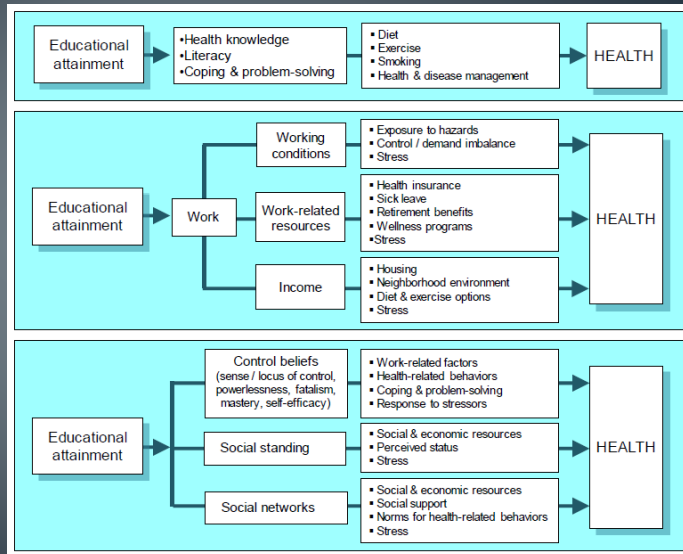 Educational
attainment
•Health knowledge
•Literacy
•Coping & problem-solving
▪ Diet
▪ Exercise
▪ Smoking
▪ Health & disease management
HEALTH
Educational
attainment
Work
Working
conditions
▪ Exposure to hazards
▪ Control / demand imbalance
▪ Stress
Work-related
resources
▪ Health insurance
▪ Sick leave
▪ Retirement benefits
▪ Wellness programs
▪Stress
Income
▪ Housing
▪ Neighborhood environment
▪ Diet & exercise options
▪ Stress
HEALTH
Educational
attainment
Control beliefs
(sense / locus of control,
powerlessness, fatalism,
mastery, self-efficacy)
▪ Work-related factors
▪ Health-related behaviors
▪ Coping & problem-solving
▪ Response to stressors
Social standing
▪ Social & economic resources
▪ Perceived status
▪ Stress
Social networks
▪ Social & economic resources
▪ Social support
▪ Norms for health-related behaviors
▪ Stress
HEALTH